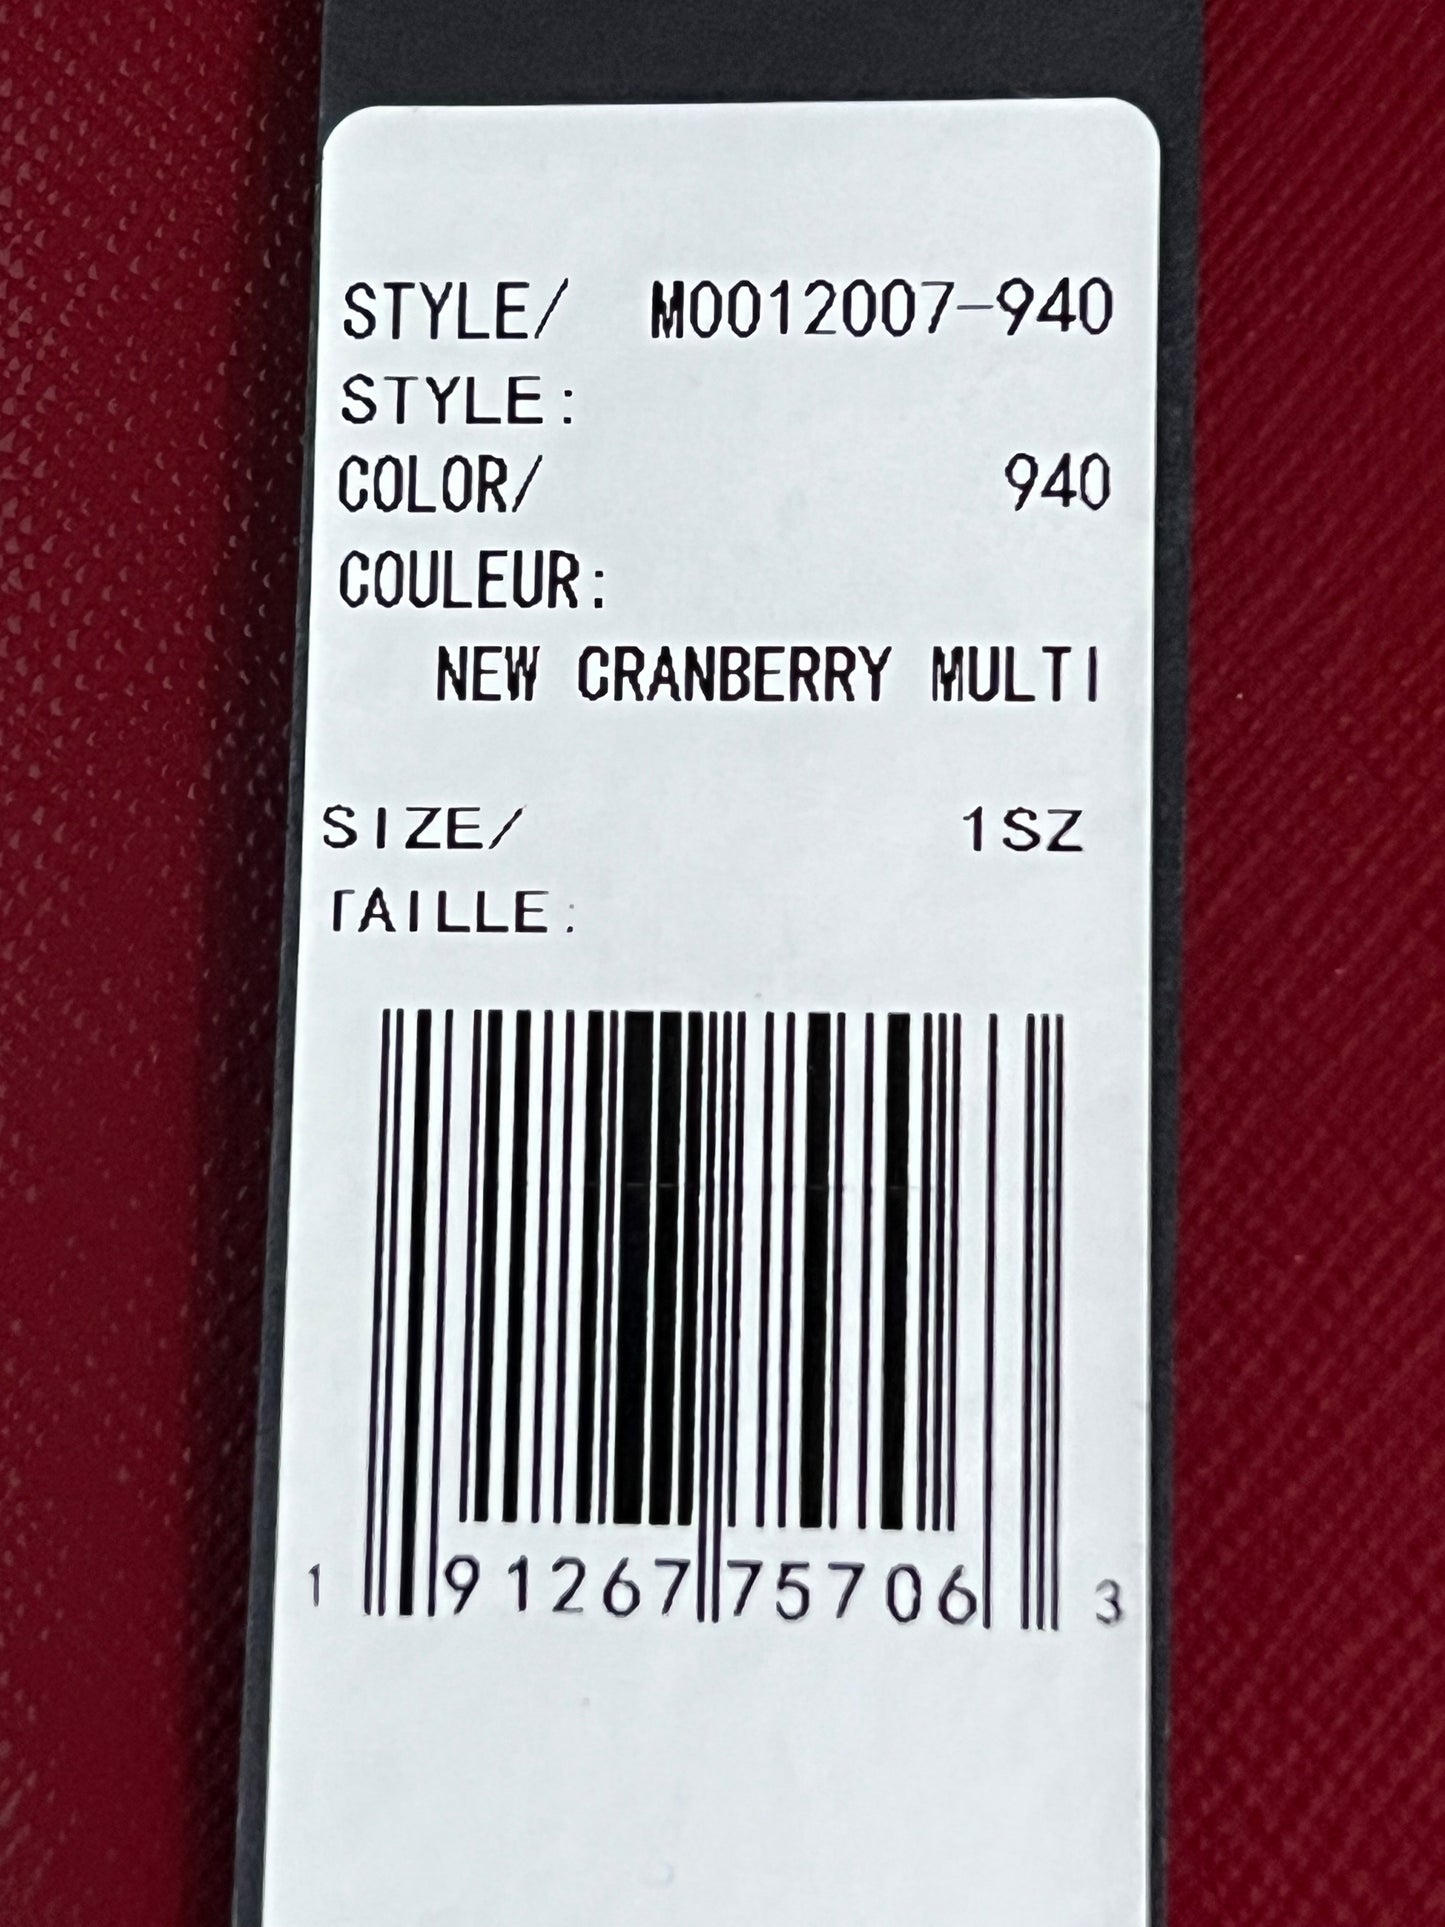 STYLE/ M0012007-940
STYLE:
COLOR/ 940
COULEUR:
NEW CRANBERRY MULTI
SIZE/ 1SZ
TAILLE:
1 91267 75706 3